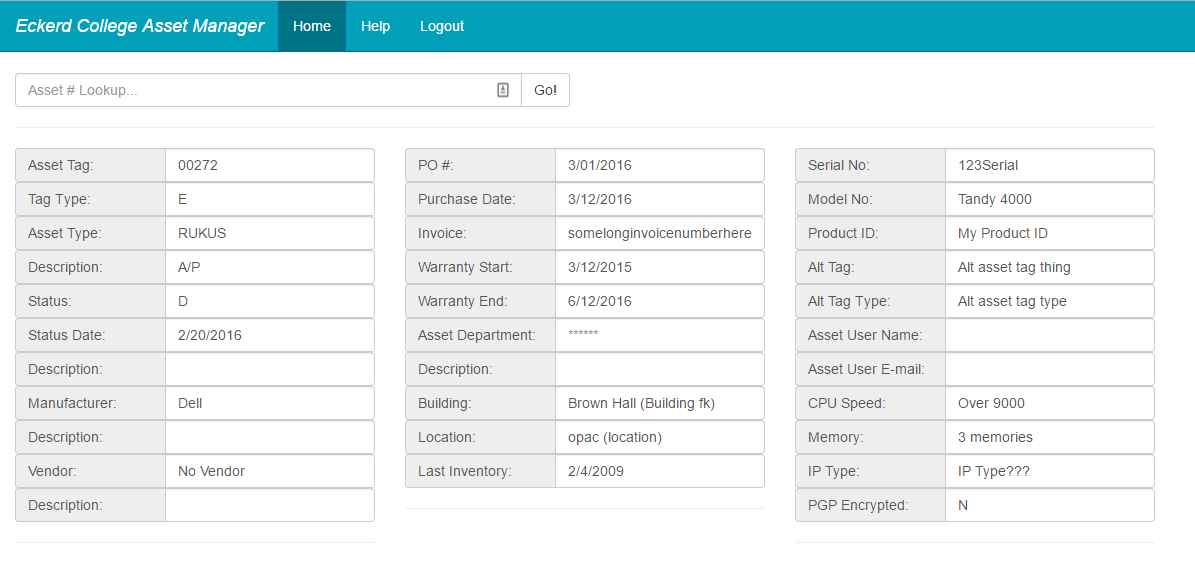 Eckerd College Asset Manager Home Help Logout
Asset # Lookup... Go!
Asset Tag: 00272
Tag Type: E
Asset Type: RUKUS
Description: A/P
Status: D
Status Date: 2/20/2016
Description:
Manufacturer: Dell
Description:
Vendor: No Vendor
Description:
PO #: 3/01/2016
Purchase Date: 3/12/2016
Invoice: somelonginvoicenumberhere
Warranty Start: 3/12/2015
Warranty End: 6/12/2016
Asset Department: ******
Description:
Building: Brown Hall (Building fk)
Location: opac (location)
Last Inventory: 2/4/2009
Serial No: 123Serial
Model No: Tandy 4000
Product ID: My Product ID
Alt Tag: Alt asset tag thing
Alt Tag Type: Alt asset tag type
Asset User Name:
Asset User E-mail:
CPU Speed: Over 9000
Memory: 3 memories
IP Type: IP Type???
PGP Encrypted: N